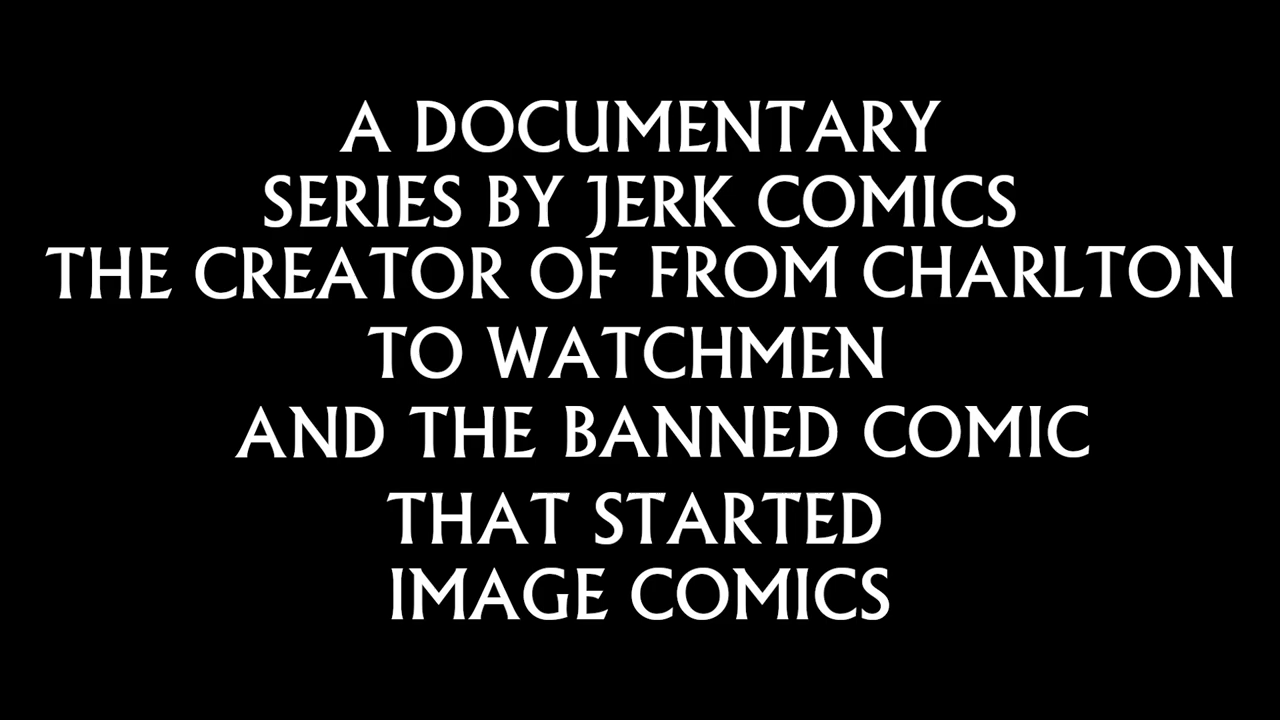 A DOCUMENTARY
SERIES BY JERK COMICS
THE CREATOR OF FROM CHARLTON
TO WATCHMEN
AND THE BANNED COMIC
THAT STARTED
IMAGE COMICS